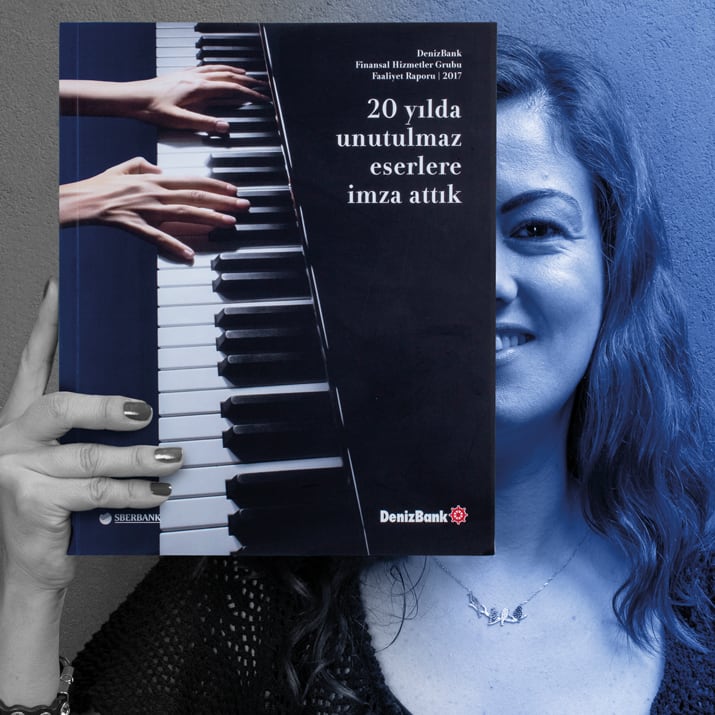 DenizBank
Finansal Hizmetler Grubu
Faaliyet Raporu | 2017
20 yılda
unutulmaz
eserlere
imza attık
SBERBANK
DenizBank